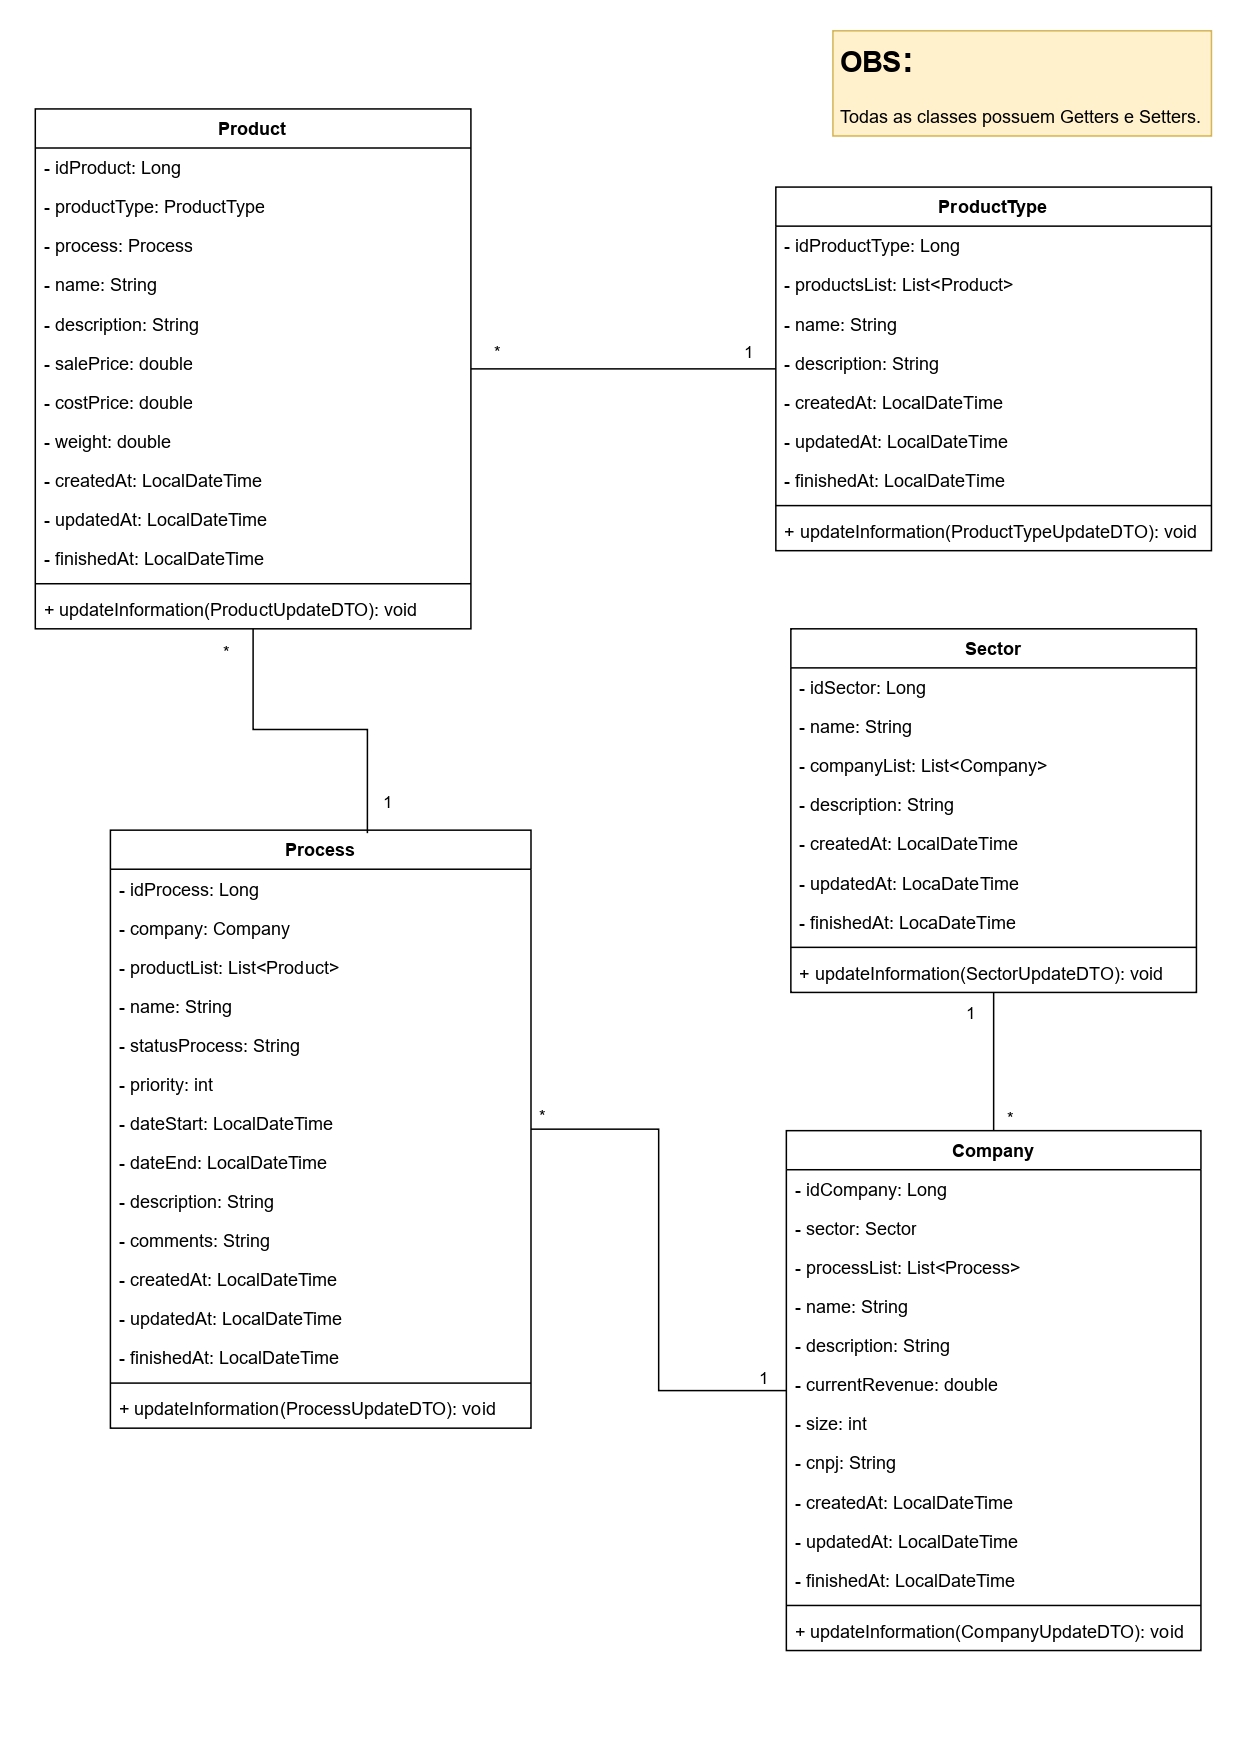 OBS:
Todas as classes possuem Getters e Setters.
Product
- idProduct: Long
- productType: ProductType
- process: Process
- name: String
- description: String
- salePrice: double
- costPrice: double
- weight: double
- createdAt: LocalDateTime
- updatedAt: LocalDateTime
- finishedAt: LocalDateTime
+ updateInformation(ProductUpdateDTO): void
*
1
ProductType
- idProductType: Long
- productsList: List<Product>
- name: String
- description: String
- createdAt: LocalDateTime
- updatedAt: LocalDateTime
- finishedAt: LocalDateTime
+ updateInformation(ProductTypeUpdateDTO): void
*
1
Sector
- idSector: Long
- name: String
- companyList: List<Company>
- description: String
- createdAt: LocalDateTime
- updatedAt: LocaDateTime
- finishedAt: LocaDateTime
+ updateInformation(SectorUpdateDTO): void
1
*
Process
- idProcess: Long
- company: Company
- productList: List<Product>
- name: String
- statusProcess: String
- priority: int
- dateStart: LocalDateTime
- dateEnd: LocalDateTime
- description: String
- comments: String
- createdAt: LocalDateTime
- updatedAt: LocalDateTime
- finishedAt: LocalDateTime
+ updateInformation(ProcessUpdateDTO): void
*
1
Company
- idCompany: Long
- sector: Sector
- processList: List<Process>
- name: String
- description: String
- currentRevenue: double
- size: int
- cnpj: String
- createdAt: LocalDateTime
- updatedAt: LocalDateTime
- finishedAt: LocalDateTime
+ updateInformation(CompanyUpdateDTO): void